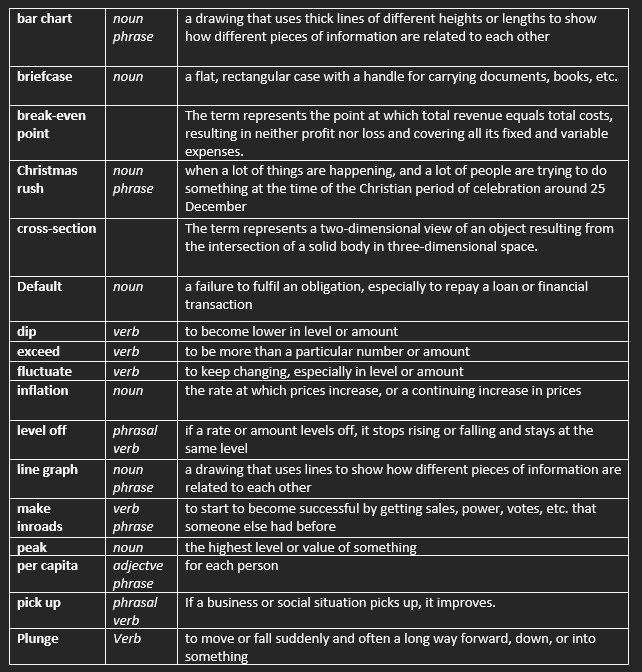 bar chart noun a drawing that uses thick lines of different heights or lengths to show
phrase how different pieces of information are related to each other
briefcase noun a flat, rectangular case with a handle for carrying documents, books, etc.
break-even The term represents the point at which total revenue equals total costs,
point resulting in neither profit nor loss and covering all its fixed and variable
expenses.
Christmas noun when a lot of things are happening, and a lot of people are trying to do
rush phrase something at the time of the Christian period of celebration around 25
December
cross-section The term represents a two-dimensional view of an object resulting from
the intersection of a solid body in three-dimensional space.
Default noun a failure to fulfil an obligation, especially to repay a loan or financial
transaction
dip verb to become lower in level or amount
exceed verb to be more than a particular number or amount
fluctuate verb to keep changing, especially in level or amount
inflation noun the rate at which prices increase, or a continuing increase in prices
level off phrasal if a rate or amount levels off, it stops rising or falling and stays at the
verb same level
line graph noun a drawing that uses lines to show how different pieces of information are
phrase related to each other
make verb to start to become successful by getting sales, power, votes, etc. that
inroads phrase someone else had before
peak noun the highest level or value of something
per capita adjectve for each person
phrase
pick up phrasal If a business or social situation picks up, it improves.
verb
Plunge Verb to move or fall suddenly and often a long way forward, down, or into
something